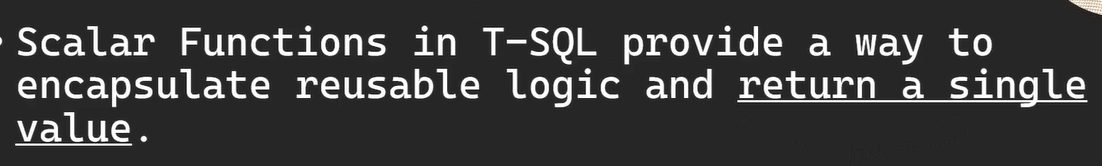 Scalar Functions in T-SQL provide a way to
encapsulate reusable logic and return a single
value.